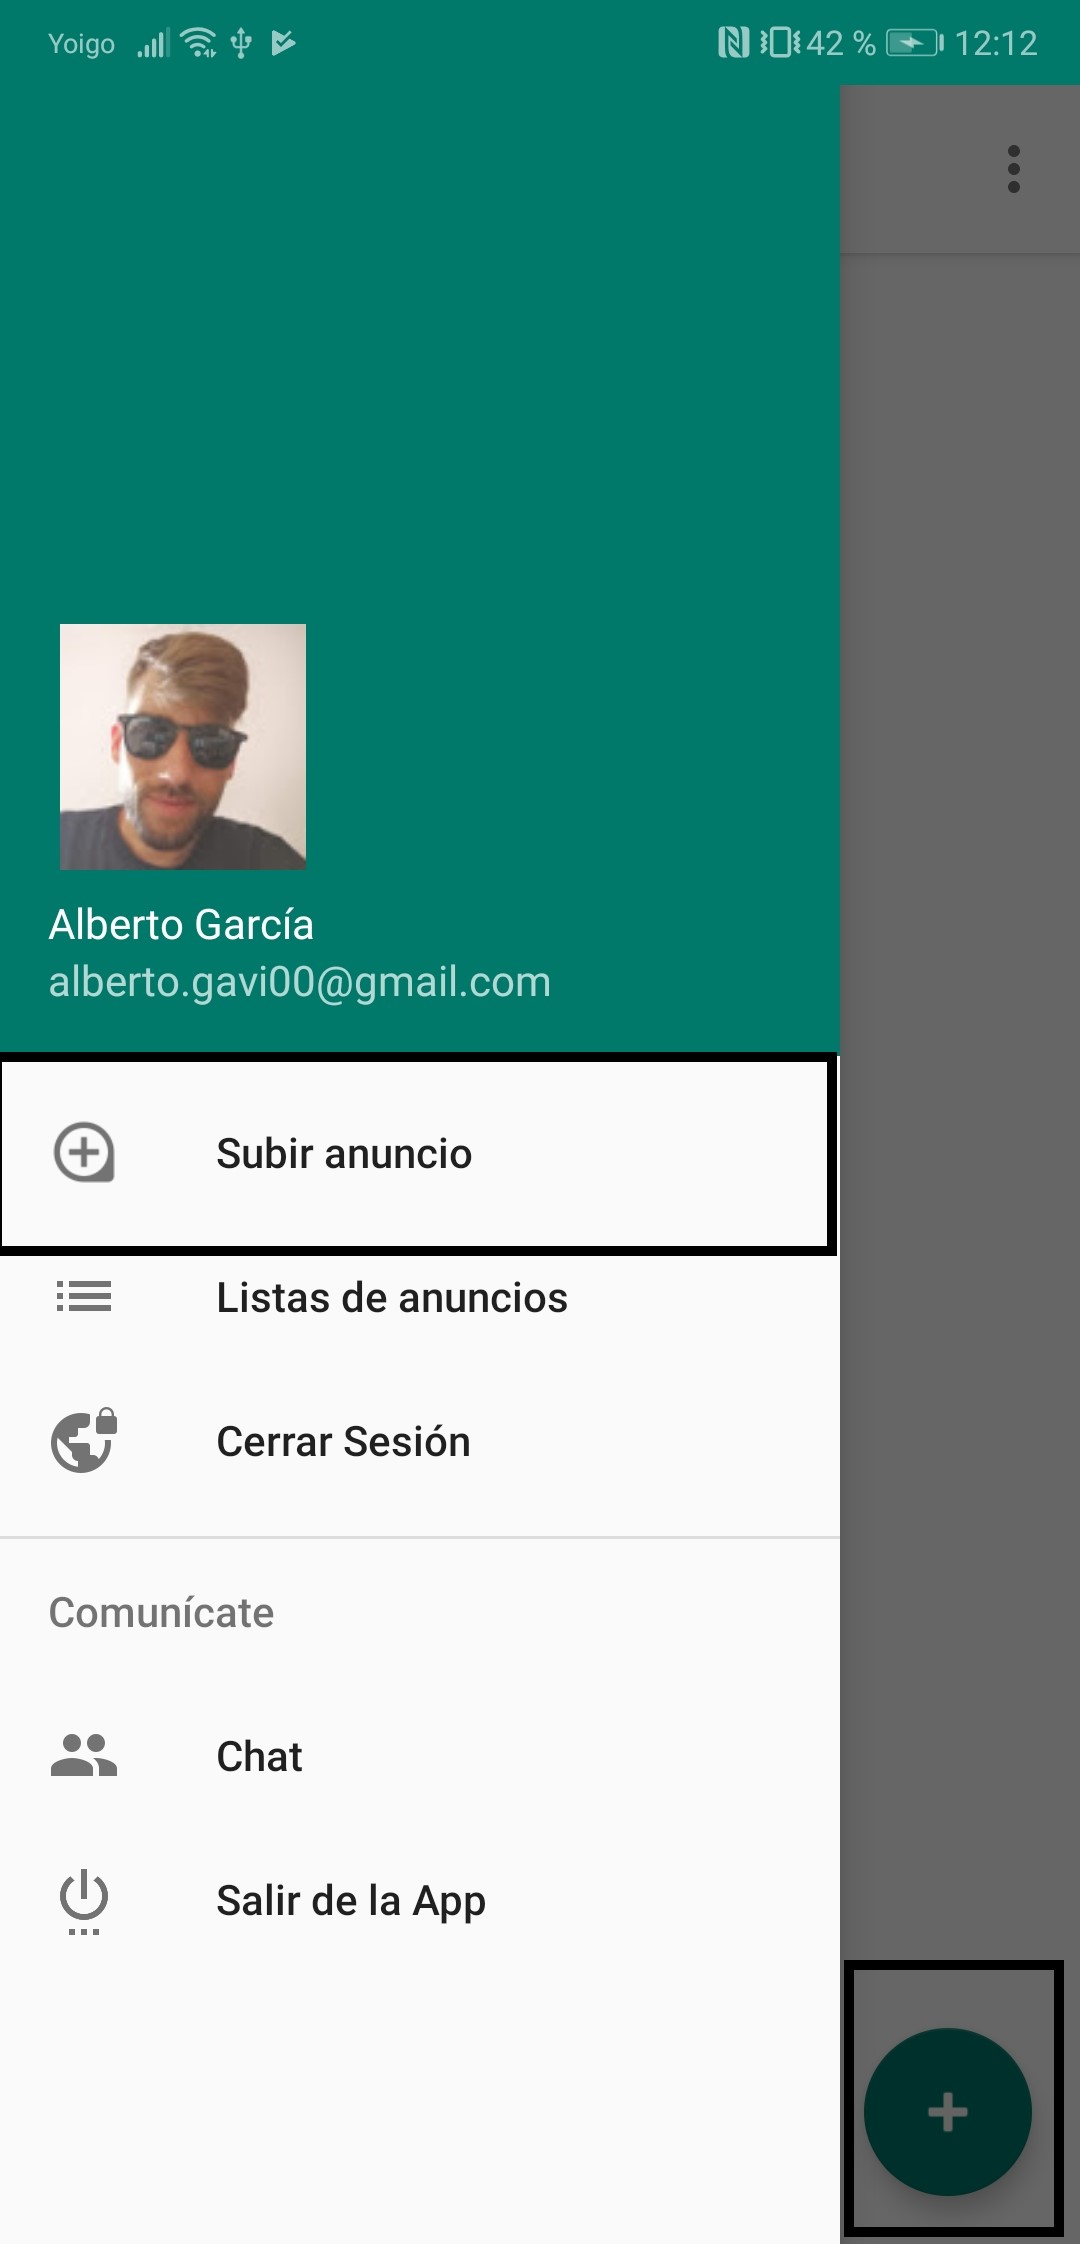 Yoigo 42 % 12:12
Alberto García
alberto.gavi00@gmail.com
Subir anuncio
Listas de anuncios
Cerrar Sesión
Comunícate
Chat
Salir de la App